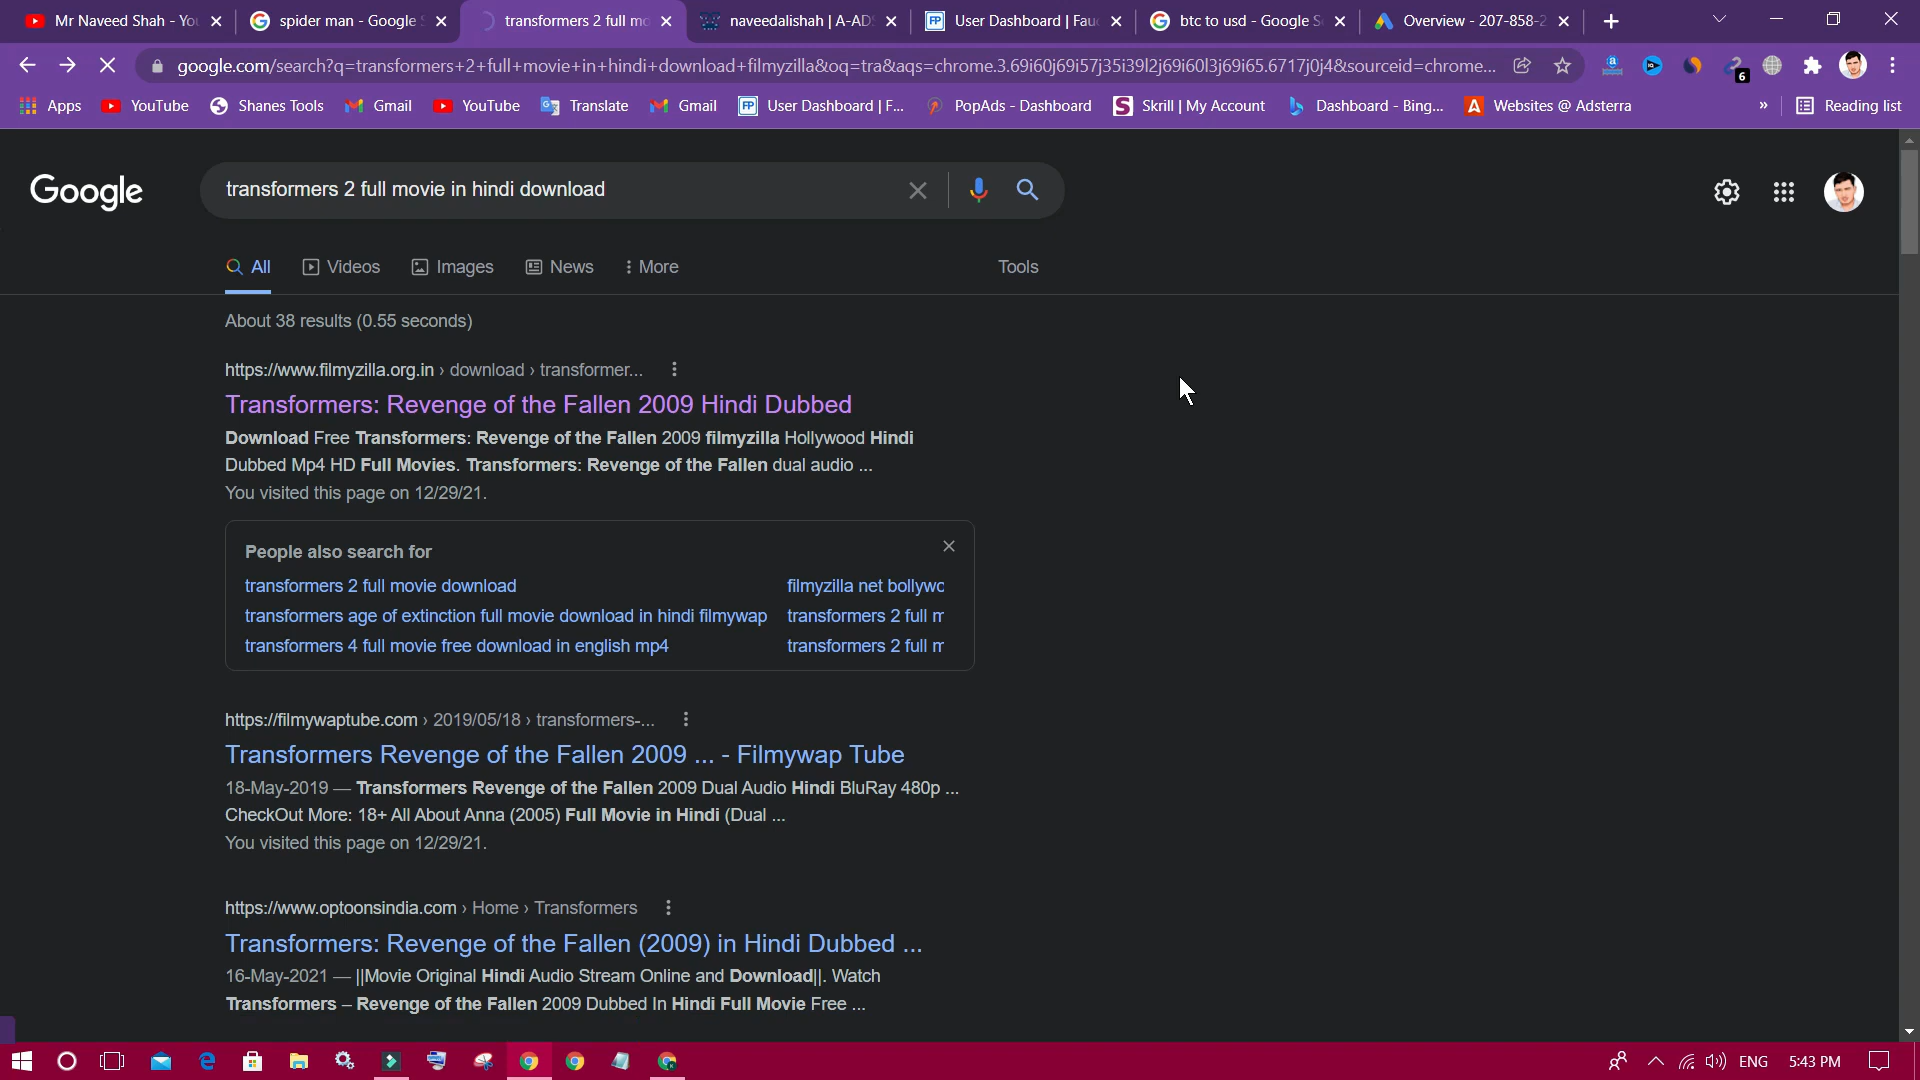 Mr Naveed Shah - You
spider man - Google S
transformers 2 full mo
naveedalishah | A-AD
User Dashboard | Fau
btc to usd - Google S
Overview - 207-858-2
google.com/search?q=transformers+2+full+movie+in+hindi+download+filmyzilla&oq=tra&aqs=chrome.3.69i60j69i57j35i39l2j69i60l3j69i65.6717j0j4&sourceid=chrome...
6
Apps
YouTube
Shanes Tools
Gmail
YouTube
Translate
Gmail
User Dashboard | F...
PopAds - Dashboard
Skrill | My Account
Dashboard - Bing...
Websites @ Adsterra
»
Reading list
Google
transformers 2 full movie in hindi download
All
Videos
Images
News
More
Tools
About 38 results (0.55 seconds)
https://www.filmyzilla.org.in › download › transformer...
Transformers: Revenge of the Fallen 2009 Hindi Dubbed
Download Free Transformers: Revenge of the Fallen 2009 filmyzilla Hollywood Hindi
Dubbed Mp4 HD Full Movies. Transformers: Revenge of the Fallen dual audio ...
You visited this page on 12/29/21.
People also search for
transformers 2 full movie download
filmyzilla net bollywo
transformers age of extinction full movie download in hindi filmywap
transformers 2 full m
transformers 4 full movie free download in english mp4
transformers 2 full m
https://filmywaptube.com › 2019/05/18 › transformers-...
Transformers Revenge of the Fallen 2009 ... - Filmywap Tube
18-May-2019 — Transformers Revenge of the Fallen 2009 Dual Audio Hindi BluRay 480p ...
CheckOut More: 18+ All About Anna (2005) Full Movie in Hindi (Dual ...
You visited this page on 12/29/21.
https://www.optoonsindia.com › Home › Transformers
Transformers: Revenge of the Fallen (2009) in Hindi Dubbed ...
16-May-2021 — ||Movie Original Hindi Audio Stream Online and Download||. Watch
Transformers – Revenge of the Fallen 2009 Dubbed In Hindi Full Movie Free ...
ENG
5:43 PM